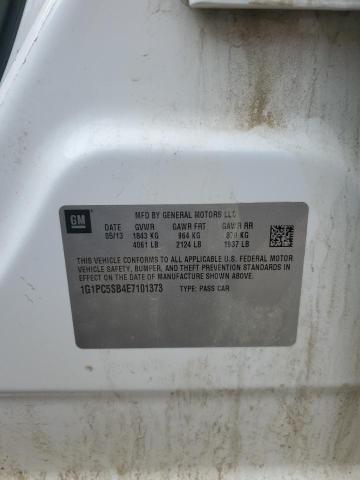 GM
MFD BY GENERAL MOTORS LLC
DATE GVWR GAWR FRT GAWR RR
05/13 1843 KG 964 KG 879 KG
4061 LB 2124 LB 1937 LB
THIS VEHICLE CONFORMS TO ALL APPLICABLE U.S. FEDERAL MOTOR
VEHICLE SAFETY, BUMPER, AND THEFT PREVENTION STANDARDS
IN EFFECT ON THE DATE OF MANUFACTURE SHOWN ABOVE.
1G1PC5SB4E7101373 TYPE: PASS CAR